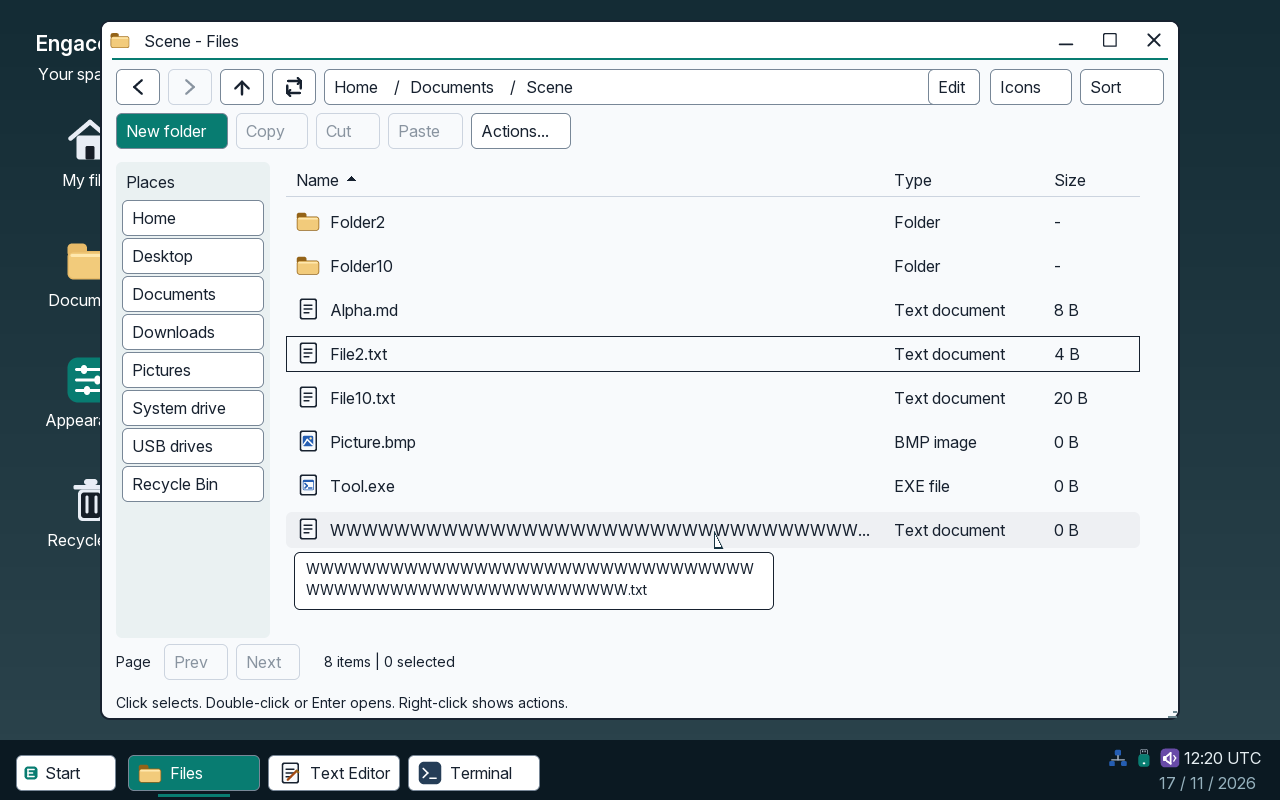 Engac
Your spa
My fil
Docum
Appeara
Recycle
Scene - Files
Home / Documents / Scene
Edit
Icons
Sort
New folder
Copy
Cut
Paste
Actions...
Places
Home
Desktop
Documents
Downloads
Pictures
System drive
USB drives
Recycle Bin
Name Type Size
Folder2 Folder -
Folder10 Folder -
Alpha.md Text document 8 B
File2.txt Text document 4 B
File10.txt Text document 20 B
Picture.bmp BMP image 0 B
Tool.exe EXE file 0 B
WWWWWWWWWWWWWWWWWWWWWWWWWWWWWWWWW... Text document 0 B
WWWWWWWWWWWWWWWWWWWWWWWWWWWWWWWW
WWWWWWWWWWWWWWWWWWWWWWW.txt
Page
Prev
Next
8 items | 0 selected
Click selects. Double-click or Enter opens. Right-click shows actions.
Start
Files
Text Editor
Terminal
12:20 UTC
17 / 11 / 2026